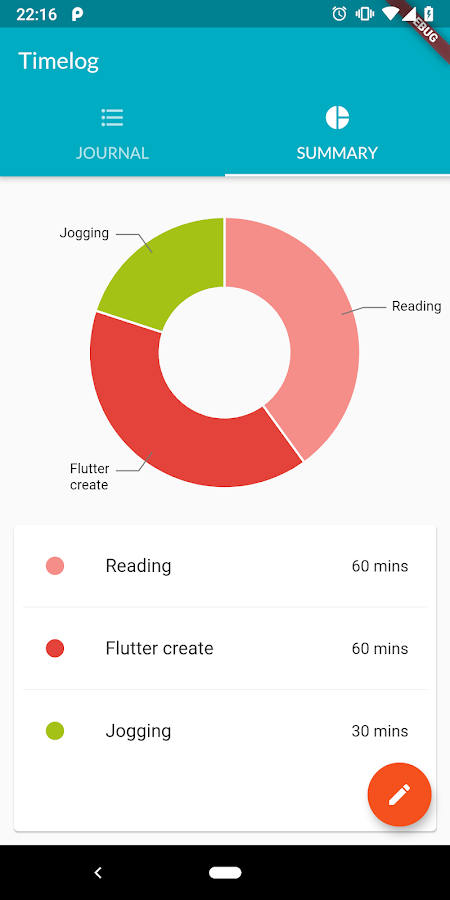 22:16
DEBUG
Timelog
JOURNAL
SUMMARY
Jogging
Reading
Flutter
create
Reading
60 mins
Flutter create
60 mins
Jogging
30 mins